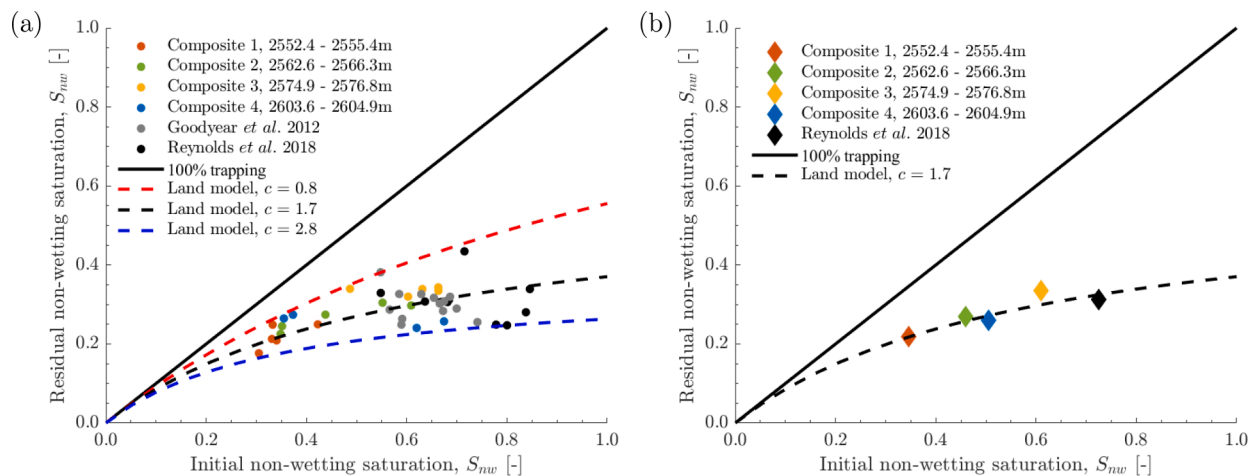 (a)
Residual non-wetting saturation, S_nw [-]
1.0
0.8
0.6
0.4
0.2
0.0
Composite 1, 2552.4 - 2555.4m
Composite 2, 2562.6 - 2566.3m
Composite 3, 2574.9 - 2576.8m
Composite 4, 2603.6 - 2604.9m
Goodyear et al. 2012
Reynolds et al. 2018
100% trapping
Land model, c = 0.8
Land model, c = 1.7
Land model, c = 2.8
0.0 0.2 0.4 0.6 0.8 1.0
Initial non-wetting saturation, S_nw [-]
(b)
Residual non-wetting saturation, S_nw [-]
1.0
0.8
0.6
0.4
0.2
0.0
Composite 1, 2552.4 - 2555.4m
Composite 2, 2562.6 - 2566.3m
Composite 3, 2574.9 - 2576.8m
Composite 4, 2603.6 - 2604.9m
Reynolds et al. 2018
100% trapping
Land model, c = 1.7
0.0 0.2 0.4 0.6 0.8 1.0
Initial non-wetting saturation, S_nw [-]